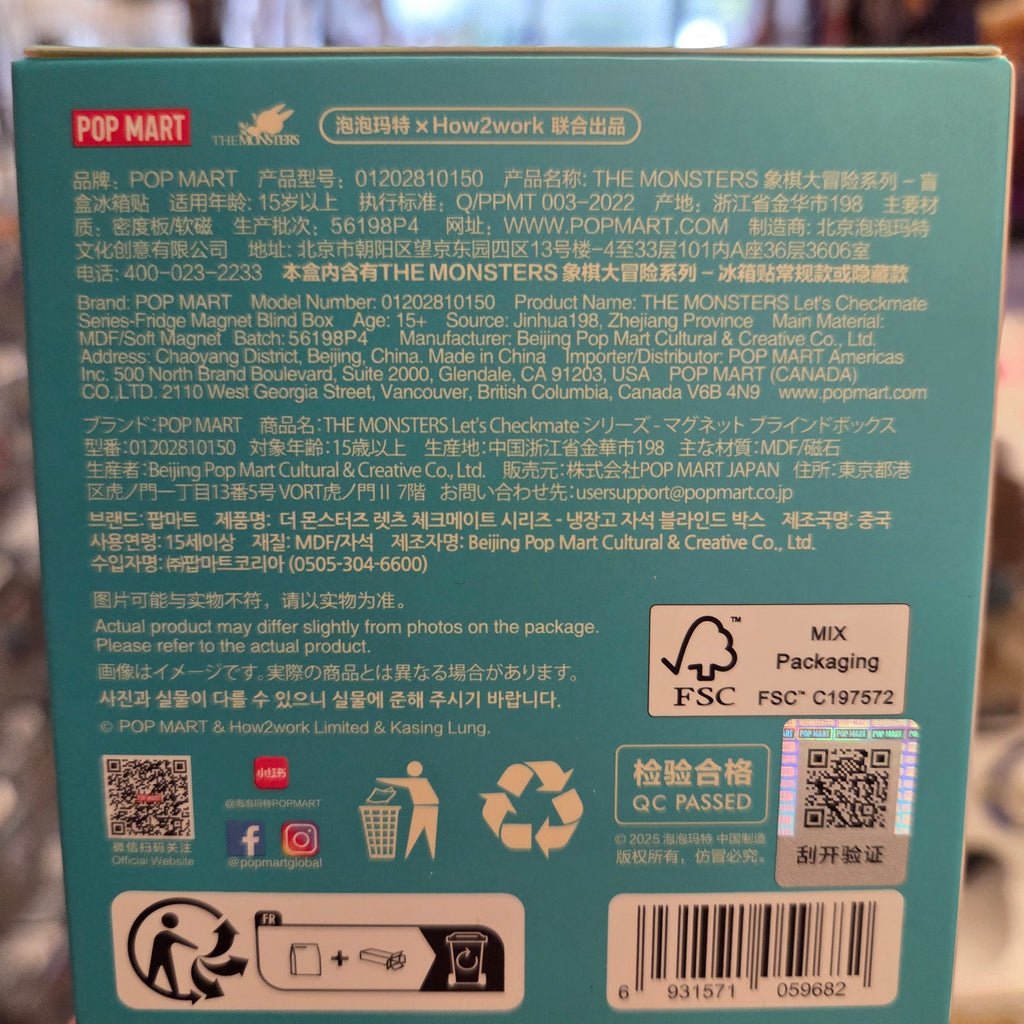 POP MART
THE MONSTERS
泡泡玛特 × How2work 联合出品
品牌：POP MART 产品型号：01202810150 产品名称：THE MONSTERS 象棋大冒险系列 – 盲
盒冰箱贴 适用年龄：15岁以上 执行标准：Q/PPMT 003-2022 产地：浙江省金华市198 主要材
质：密度板/软磁 生产批次：56198P4 网址：WWW.POPMART.COM 制造商：北京泡泡玛特
文化创意有限公司 地址：北京市朝阳区望京东园四区13号楼-4至33层101内A座36层3606室
电话：400-023-2233 本盒内含有THE MONSTERS 象棋大冒险系列 – 冰箱贴常规款或隐藏款
Brand: POP MART Model Number: 01202810150 Product Name: THE MONSTERS Let's Checkmate
Series-Fridge Magnet Blind Box Age: 15+ Source: Jinhua198, Zhejiang Province Main Material:
MDF/Soft Magnet Batch: 56198P4 Manufacturer: Beijing Pop Mart Cultural & Creative Co., Ltd.
Address: Chaoyang District, Beijing, China. Made in China Importer/Distributor: POP MART Americas
Inc. 500 North Brand Boulevard, Suite 2000, Glendale, CA 91203, USA POP MART (CANADA)
CO.,LTD. 2110 West Georgia Street, Vancouver, British Columbia, Canada V6B 4N9 www.popmart.com
ブランド：POP MART 商品名：THE MONSTERS Let's Checkmate シリーズ - マグネット ブラインドボックス
型番：01202810150 対象年齢：15歳以上 生産地：中国浙江省金華市198 主な材質：MDF/磁石
生産者：Beijing Pop Mart Cultural & Creative Co., Ltd. 販売元：株式会社POP MART JAPAN 住所：東京都港
区虎ノ門一丁目13番5号 VORT虎ノ門 II 7階 お問い合わせ先：usersupport@popmart.co.jp
브랜드: 팝마트 제품명: 더 몬스터즈 렛츠 체크메이트 시리즈 - 냉장고 자석 블라인드 박스 제조국명: 중국
사용연령: 15세이상 재질: MDF/자석 제조자명: Beijing Pop Mart Cultural & Creative Co., Ltd.
수입자명: ㈜팝마트코리아 (0505-304-6600)
图片可能与实物不符，请以实物为准。
Actual product may differ slightly from photos on the package.
Please refer to the actual product.
画像はイメージです。実際の商品とは異なる場合があります。
사진과 실물이 다를 수 있으니 실물에 준해 주시기 바랍니다.
© POP MART & How2work Limited & Kasing Lung.
FSC™
MIX
Packaging
FSC™ C197572
微信扫码关注
Official Website
小红书
@泡泡玛特POPMART
@popmartglobal
检验合格
QC PASSED
© 2025 泡泡玛特 中国制造
版权所有，仿冒必究。
POP MART POP MART POP MART
刮开验证
FR
6 931571 059682